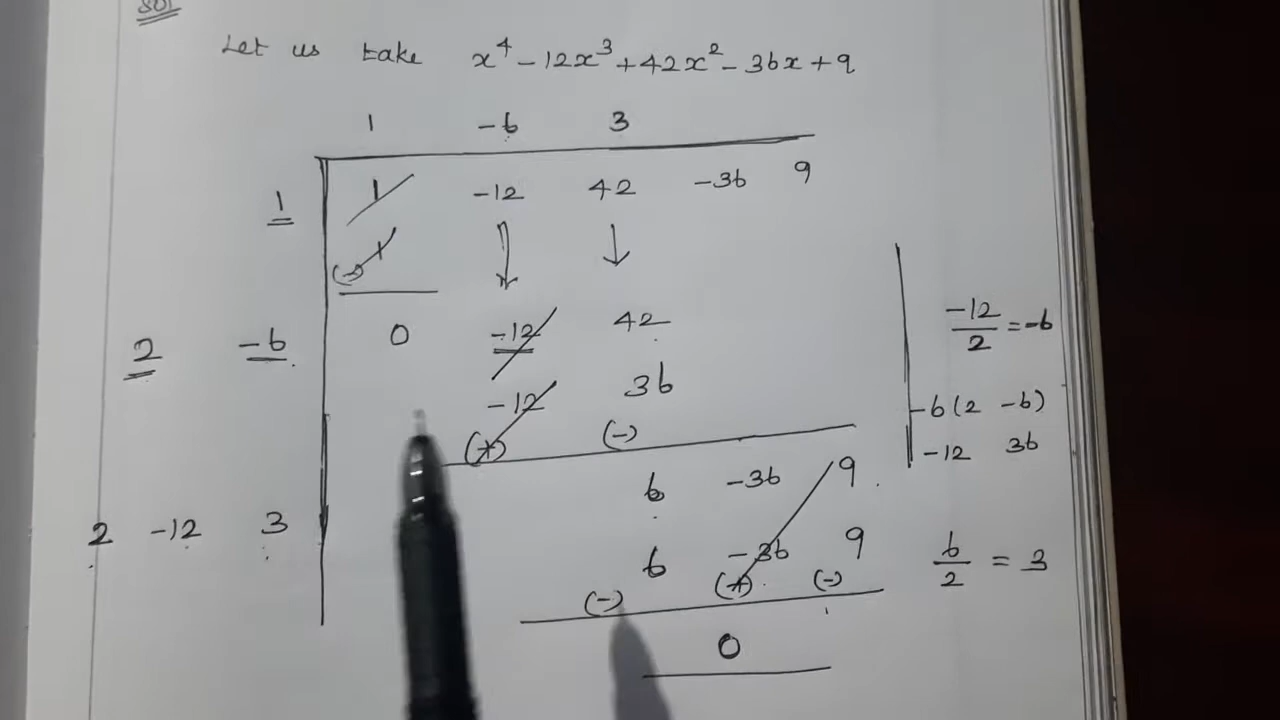 Sol
Let us take x⁴ - 12x³ + 42x² - 36x + 9
1 -6 3
1 1 -12 42 -36 9
(-) 1
2 -6 0 -12 42
-12 36
(+) (-)
6 -36 9
2 -12 3 6 -36 9
(-) (+) (-)
0
-12/2 = -6
-6(2 -6)
-12 36
6/2 = 3